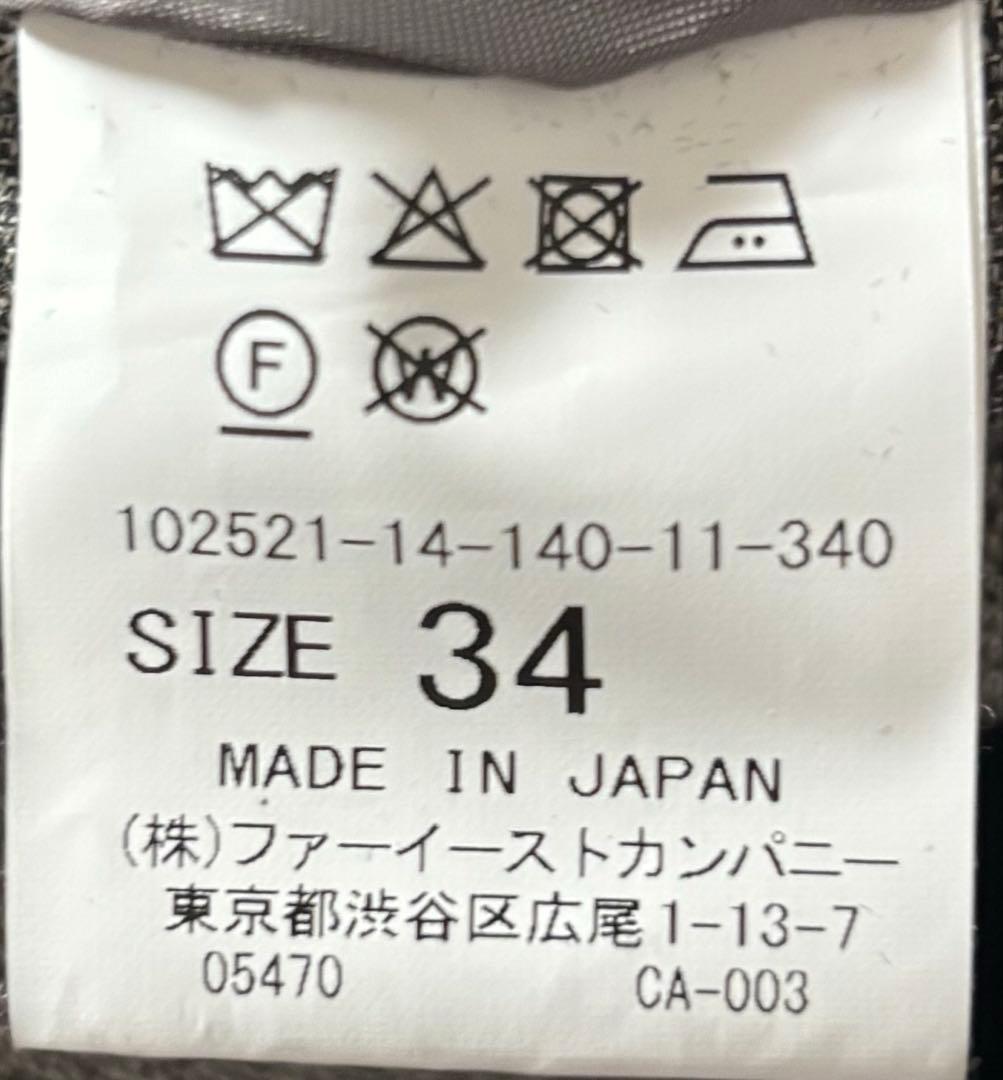 F W
102521-14-140-11-340
SIZE 34
MADE IN JAPAN
(株)ファーイーストカンパニー
東京都渋谷区広尾1-13-7
05470 CA-003